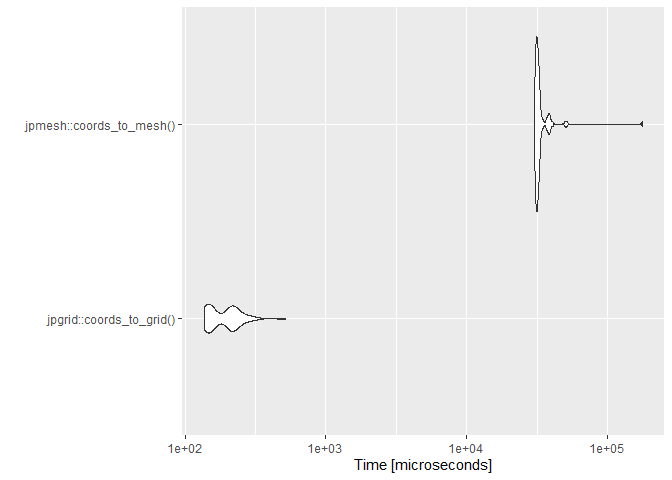 jpmesh::coords_to_mesh()
jpgrid::coords_to_grid()
1e+02 1e+03 1e+04 1e+05
Time [microseconds]